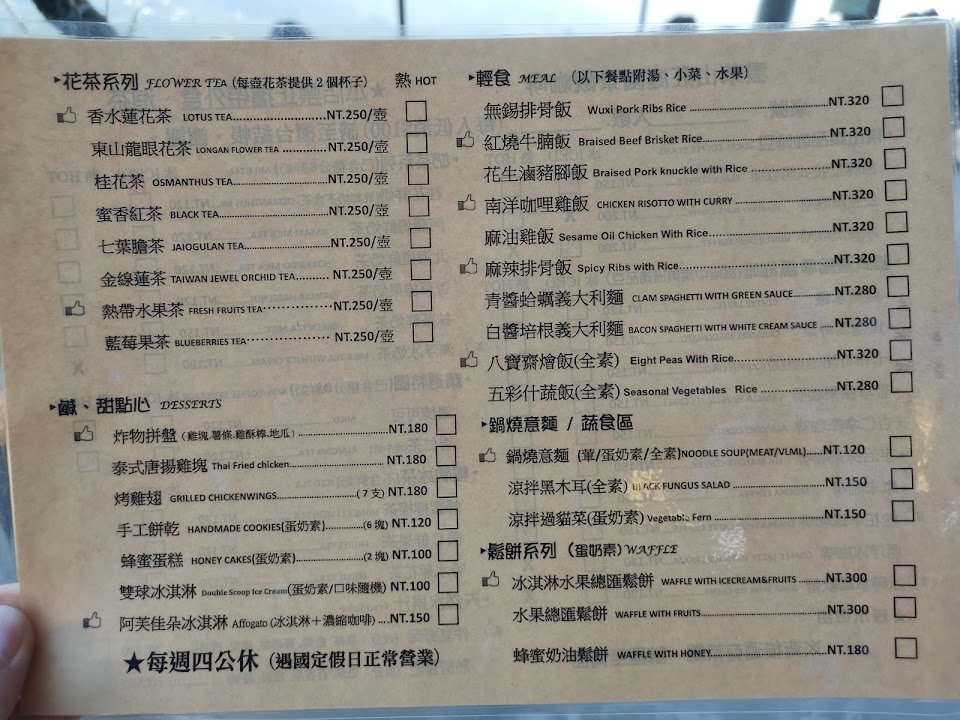 ▸花茶系列 FLOWER TEA (每壺花茶提供 2 個杯子) 熱 HOT
香水蓮花茶 LOTUS TEA.......................NT.250/壺
東山龍眼花茶 LONGAN FLOWER TEA ............NT.250/壺
桂花茶 OSMANTHUS TEA.......................NT.250/壺
蜜香紅茶 BLACK TEA.........................NT.250/壺
七葉膽茶 JAIOGULAN TEA.....................NT.250/壺
金線蓮茶 TAIWAN JEWEL ORCHID TEA......... NT.250/壺
熱帶水果茶 FRESH FRUITS TEA...............NT.250/壺
藍莓果茶 BLUEBERRIES TEA.................. NT.250/壺
▸鹹、甜點心 DESSERTS
炸物拼盤 (雞塊.薯條.雞酥棒.地瓜) ..........................NT.180
泰式唐揚雞塊 Thai Fried chicken..........................NT.180
烤雞翅 GRILLED CHICKENWINGS.....................( 7 支) NT.180
手工餅乾 HANDMADE COOKIES(蛋奶素)............(6 塊) NT.120
蜂蜜蛋糕 HONEY CAKES(蛋奶素)....................(2 塊) NT.100
雙球冰淇淋 Double Scoop Ice Cream(蛋奶素/口味隨機) NT.100
阿芙佳朵冰淇淋 Affogato (冰淇淋＋濃縮咖啡) ....NT.150
★每週四公休 (遇國定假日正常營業)
▸輕食 MEAL (以下餐點附湯、小菜、水果)
無錫排骨飯 Wuxi Pork Ribs Rice ................................NT.320
紅燒牛腩飯 Braised Beef Brisket Rice............................NT.320
花生滷豬腳飯 Braised Pork knuckle with Rice ...................NT.320
南洋咖哩雞飯 CHICKEN RISOTTO WITH CURRY ....................NT.320
麻油雞飯 Sesame Oil Chicken With Rice..........................NT.320
麻辣排骨飯 Spicy Ribs with Rice................................NT.320
青醬蛤蠣義大利麵 CLAM SPAGHETTI WITH GREEN SAUCE..............NT.280
白醬培根義大利麵 BACON SPAGHETTI WITH WHITE CREAM SAUCE .....NT.280
八寶齋燴飯(全素) Eight Peas With Rice..........................NT.320
五彩什蔬飯(全素) Seasonal Vegetables Rice ......................NT.280
▸鍋燒意麵 / 蔬食區
鍋燒意麵 (葷/蛋奶素/全素)NOODLE SOUP(MEAT/VLML)......NT.120
涼拌黑木耳(全素) BLACK FUNGUS SALAD .......................NT.150
涼拌過貓菜(蛋奶素) Vegetable Fern ...........................NT.150
▸鬆餅系列 (蛋奶素) WAFFLE
冰淇淋水果總匯鬆餅 WAFFLE WITH ICECREAM&FRUITS ........NT.300
水果總匯鬆餅 WAFFLE WITH FRUITS...............................NT.300
蜂蜜奶油鬆餅 WAFFLE WITH HONEY..............................NT.180